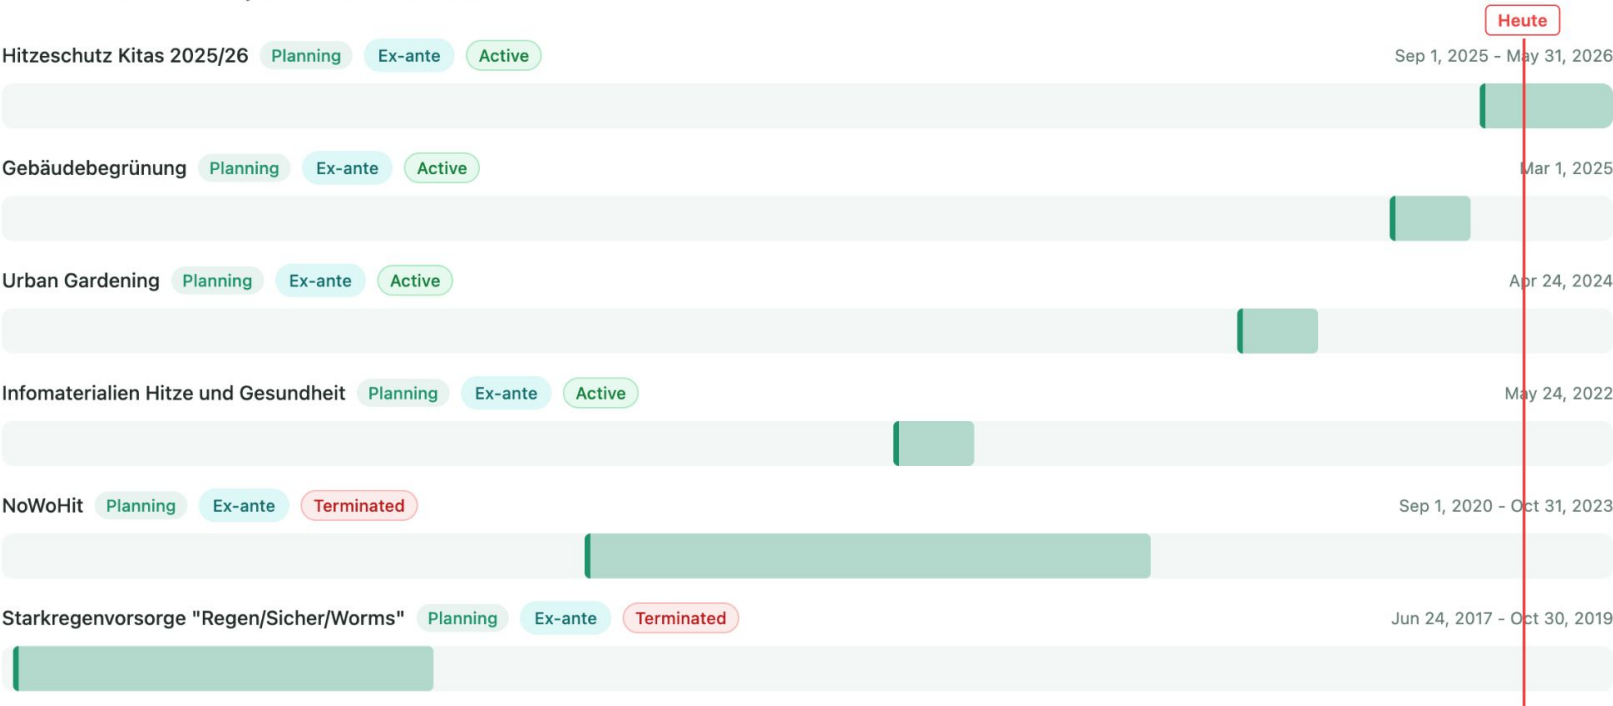 Heute
Hitzeschutz Kitas 2025/26 Planning Ex-ante Active Sep 1, 2025 - May 31, 2026
Gebäudebegrünung Planning Ex-ante Active Mar 1, 2025
Urban Gardening Planning Ex-ante Active Apr 24, 2024
Infomaterialien Hitze und Gesundheit Planning Ex-ante Active May 24, 2022
NoWoHit Planning Ex-ante Terminated Sep 1, 2020 - Oct 31, 2023
Starkregenvorsorge "Regen/Sicher/Worms" Planning Ex-ante Terminated Jun 24, 2017 - Oct 30, 2019